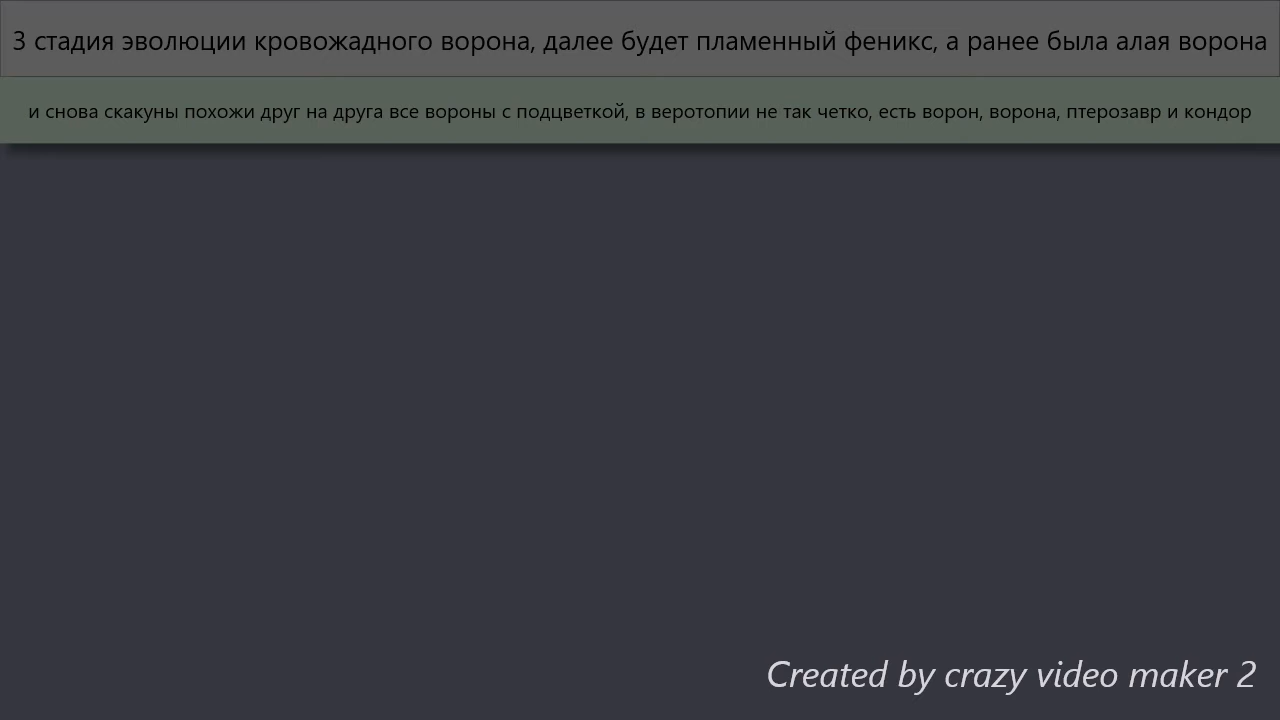 3 стадия эволюции кровожадного ворона, далее будет пламенный феникс, а ранее была алая ворона
и снова скакуны похожи друг на друга все вороны с подцветкой, в веротопии не так четко, есть ворон, ворона, птерозавр и кондор
Created by crazy video maker 2